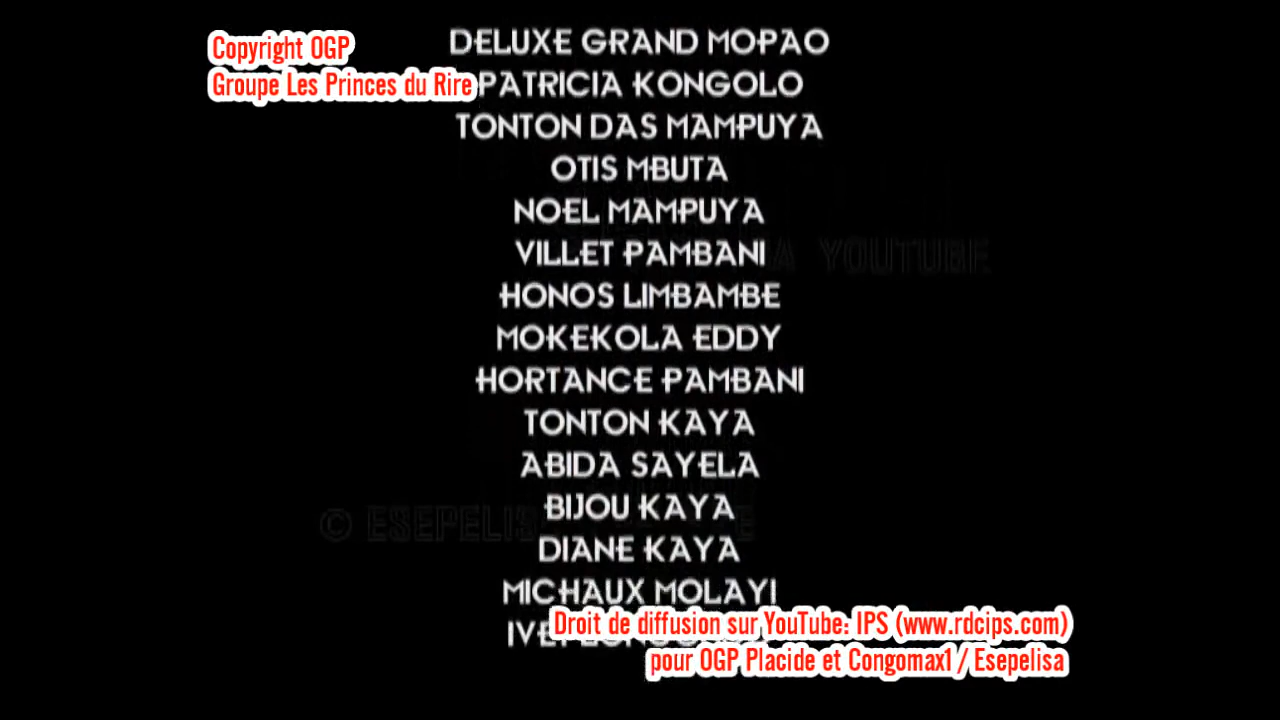 Copyright OGP
Groupe Les Princes du Rire
DELUXE GRAND MOPAO
PATRICIA KONGOLO
TONTON DAS MAMPUYA
OTIS MBUTA
NOEL MAMPUYA
VILLET PAMBANI
YOUTUBE
HONOS LIMBAMBE
MOKEKOLA EDDY
HORTANCE PAMBANI
TONTON KAYA
ABIDA SAYELA
BIJOU KAYA
© ESEPELISA
DIANE KAYA
MICHAUX MOLAYI
Droit de diffusion sur YouTube: IPS (www.rdcips.com)
pour OGP Placide et Congomax1 / Esepelisa